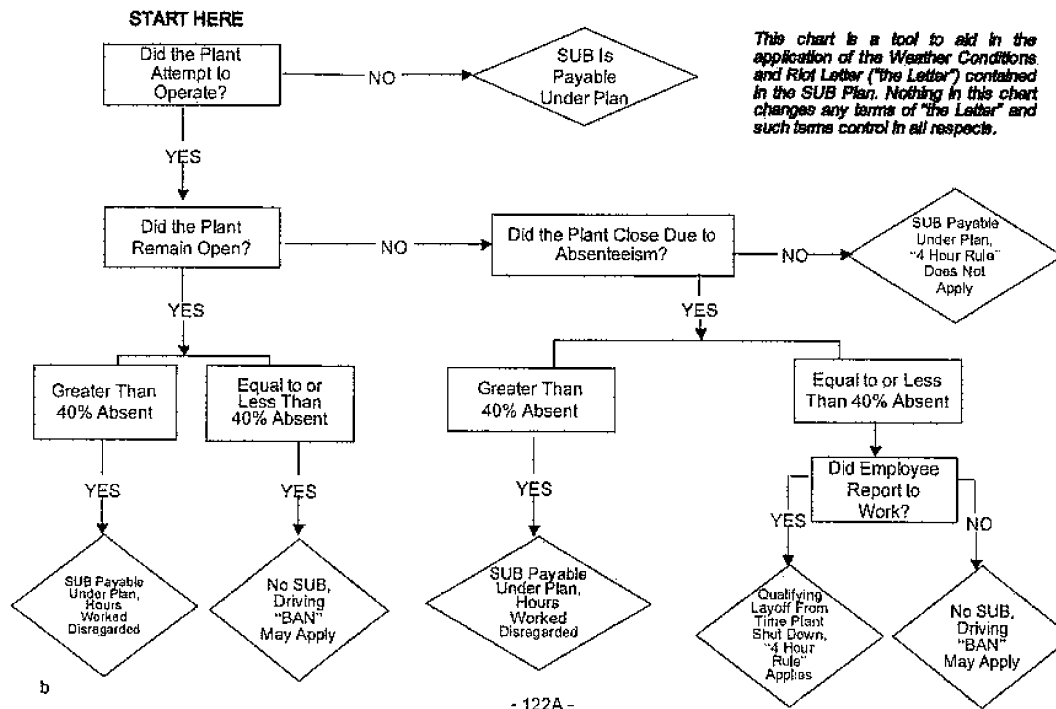 START HERE
Did the Plant
Attempt to
Operate?
NO
SUB Is
Payable
Under Plan
This chart is a tool to aid in the
application of the Weather Conditions
and Riot Letter ("the Letter") contained
in the SUB Plan. Nothing in this chart
changes any terms of "the Letter" and
such terms control in all respects.
YES
Did the Plant
Remain Open?
NO
Did the Plant Close Due to
Absenteeism?
NO
SUB Payable
Under Plan,
"4 Hour Rule"
Does Not
Apply
YES
YES
Greater Than
40% Absent
Equal to or
Less Than
40% Absent
Greater Than
40% Absent
Equal to or Less
Than 40% Absent
YES
YES
YES
Did Employee
Report to
Work?
YES
NO
SUB Payable
Under Plan,
Hours
Worked
Disregarded
No SUB,
Driving
"BAN"
May Apply
SUB Payable
Under Plan,
Hours
Worked
Disregarded
Qualifying
Layoff From
Time Plant
Shut Down,
"4 Hour
Rule"
Applies
No SUB,
Driving
"BAN"
May Apply
b
- 122A -